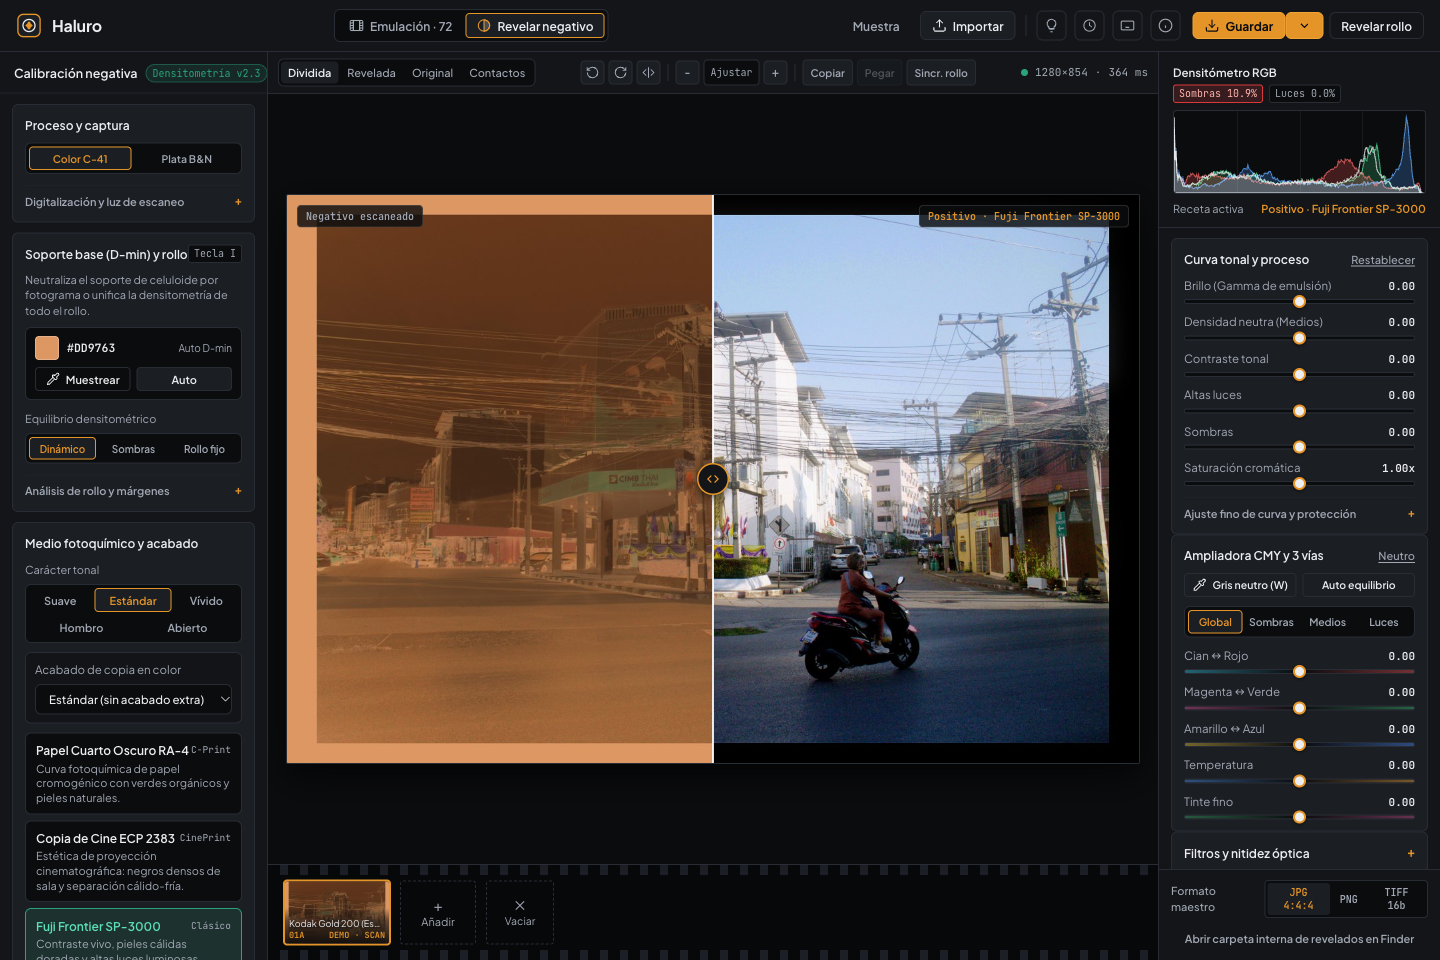 Haluro
Emulación · 72
Revelar negativo
Muestra
Importar
Guardar
Revelar rollo
Calibración negativa
Densitometría v2.3
Dividida
Revelada
Original
Contactos
-
Ajustar
+
Copiar
Pegar
Sincr. rollo
1280×854 · 364 ms
Proceso y captura
Color C-41
Plata B&N
Digitalización y luz de escaneo
+
Soporte base (D-min) y rollo
Tecla I
Neutraliza el soporte de celuloide por
fotograma o unifica la densitometría de
todo el rollo.
#DD9763
Auto D-min
Muestrear
Auto
Equilibrio densitométrico
Dinámico
Sombras
Rollo fijo
Análisis de rollo y márgenes
+
Medio fotoquímico y acabado
Carácter tonal
Suave
Estándar
Vívido
Hombro
Abierto
Acabado de copia en color
Estándar (sin acabado extra)
Papel Cuarto Oscuro RA-4
C-Print
Curva fotoquímica de papel
cromogénico con verdes orgánicos y
pieles naturales.
Copia de Cine ECP 2383
CinePrint
Estética de proyección
cinematográfica: negros densos de
sala y separación cálido-fría.
Fuji Frontier SP-3000
Clásico
Contraste vivo, pieles cálidas
doradas y altas luces luminosas
Negativo escaneado
Positivo · Fuji Frontier SP-3000
CIMB THAI
Kodak Gold 200 (Es...
01A
DEMO · SCAN
+
Añadir
Vaciar
Densitómetro RGB
Sombras 10.9%
Luces 0.0%
Receta activa
Positivo · Fuji Frontier SP-3000
Curva tonal y proceso
Restablecer
Brillo (Gamma de emulsión)
0.00
Densidad neutra (Medios)
0.00
Contraste tonal
0.00
Altas luces
0.00
Sombras
0.00
Saturación cromática
1.00x
Ajuste fino de curva y protección
+
Ampliadora CMY y 3 vías
Neutro
Gris neutro (W)
Auto equilibrio
Global
Sombras
Medios
Luces
Cian ↔ Rojo
0.00
Magenta ↔ Verde
0.00
Amarillo ↔ Azul
0.00
Temperatura
0.00
Tinte fino
0.00
Filtros y nitidez óptica
+
Formato
maestro
JPG
4:4:4
PNG
TIFF
16b
Abrir carpeta interna de revelados en Finder